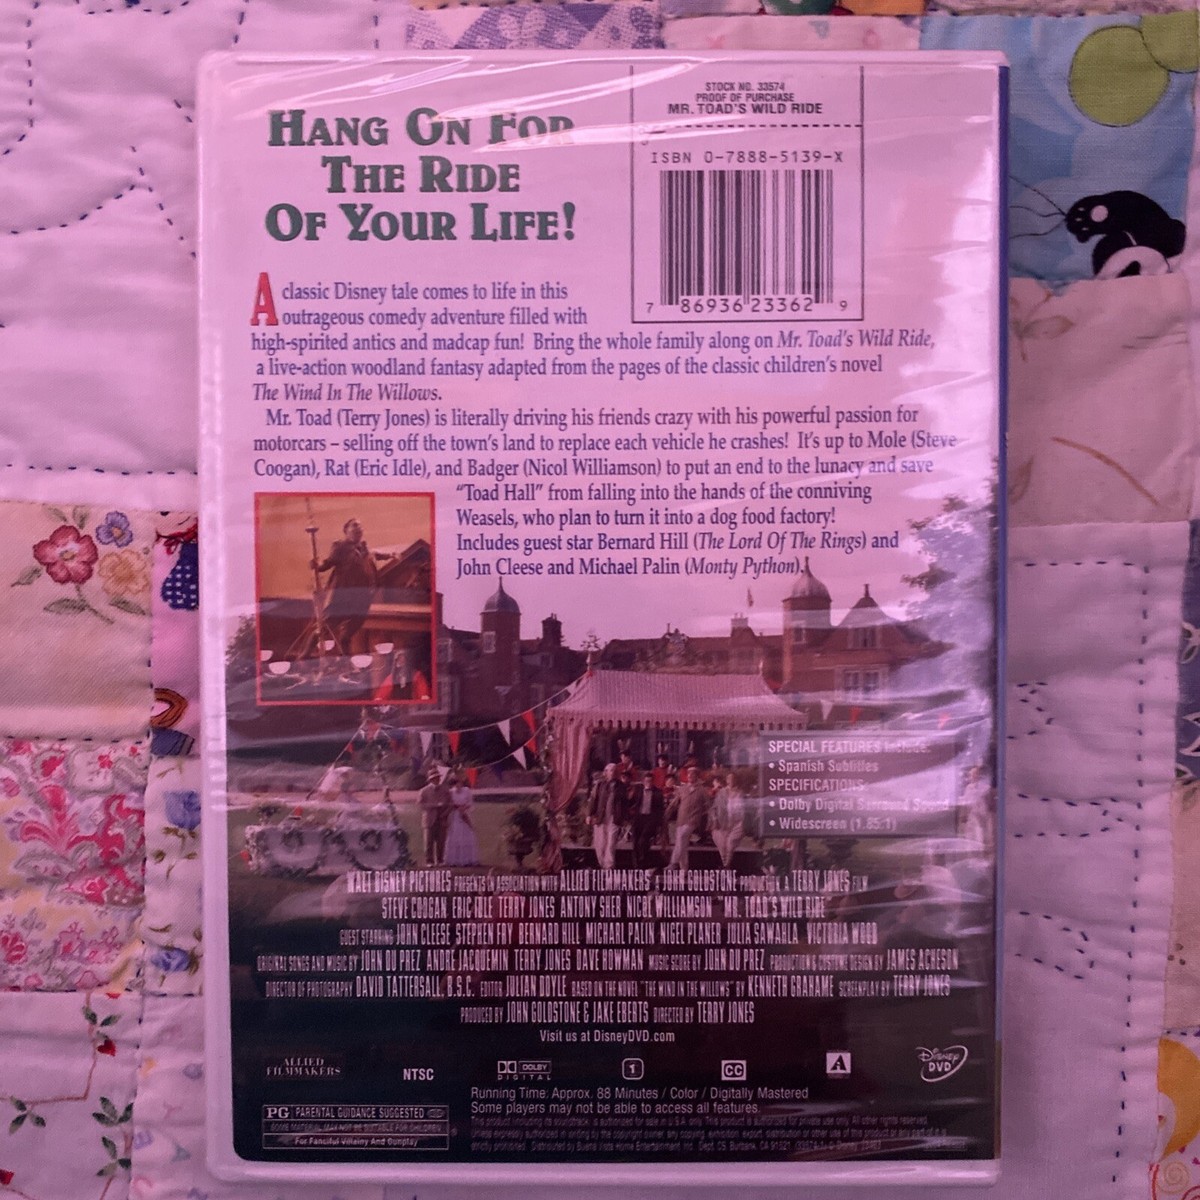 HANG ON FOR
THE RIDE
OF YOUR LIFE!
STOCK NO. 33574
PROOF OF PURCHASE
MR. TOAD'S WILD RIDE
ISBN 0-7888-5139-X
7 86936 23362 9
A classic Disney tale comes to life in this
outrageous comedy adventure filled with
high-spirited antics and madcap fun! Bring the whole family along on Mr. Toad's Wild Ride,
a live-action woodland fantasy adapted from the pages of the classic children's novel
The Wind In The Willows.
Mr. Toad (Terry Jones) is literally driving his friends crazy with his powerful passion for
motorcars – selling off the town's land to replace each vehicle he crashes! It's up to Mole (Steve
Coogan), Rat (Eric Idle), and Badger (Nicol Williamson) to put an end to the lunacy and save
"Toad Hall" from falling into the hands of the conniving
Weasels, who plan to turn it into a dog food factory!
Includes guest star Bernard Hill (The Lord Of The Rings) and
John Cleese and Michael Palin (Monty Python).
SPECIAL FEATURES Include:
• Spanish Subtitles
SPECIFICATIONS:
• Dolby Digital Surround Sound
• Widescreen (1.85:1)
WALT DISNEY PICTURES PRESENTS IN ASSOCIATION WITH ALLIED FILMMAKERS A JOHN GOLDSTONE PRODUCTION A TERRY JONES FILM
STEVE COOGAN ERIC IDLE TERRY JONES ANTONY SHER NICOL WILLIAMSON "MR. TOAD'S WILD RIDE"
GUEST STARRING JOHN CLEESE STEPHEN FRY BERNARD HILL MICHAEL PALIN NIGEL PLANER JULIA SAWAHLA VICTORIA WOOD
ORIGINAL SONGS AND MUSIC BY JOHN DU PREZ ANDRE JACQUEMIN TERRY JONES DAVE HOWMAN MUSIC SCORE BY JOHN DU PREZ PRODUCTION & COSTUME DESIGN BY JAMES ACHESON
DIRECTOR OF PHOTOGRAPHY DAVID TATTERSALL, B.S.C. EDITOR JULIAN DOYLE BASED ON THE NOVEL "THE WIND IN THE WILLOWS" BY KENNETH GRAHAME SCREENPLAY BY TERRY JONES
PRODUCED BY JOHN GOLDSTONE & JAKE EBERTS DIRECTED BY TERRY JONES
Visit us at DisneyDVD.com
ALLIED
FILMMAKERS
NTSC
DOLBY
DIGITAL
1
CC
A
DISNEY
DVD
Running Time: Approx. 88 Minutes / Color / Digitally Mastered
Some players may not be able to access all features.
PG PARENTAL GUIDANCE SUGGESTED
SOME MATERIAL MAY NOT BE SUITABLE FOR CHILDREN
For Fanciful Villainy And Gunplay